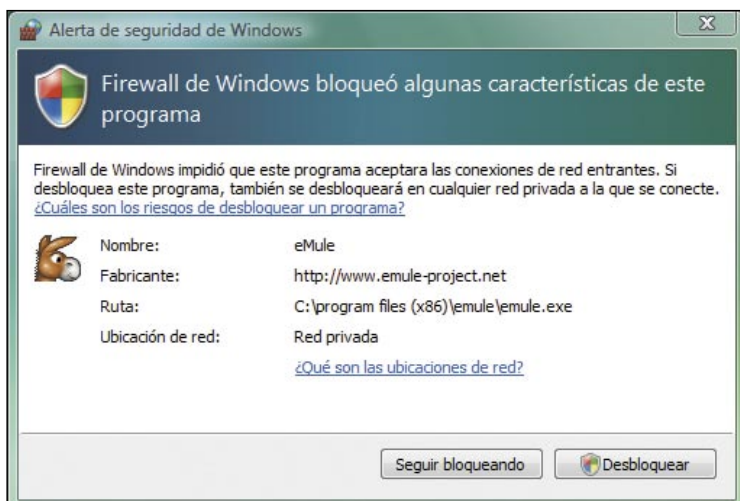 Alerta de seguridad de Windows
Firewall de Windows bloqueó algunas características de este
programa
Firewall de Windows impidió que este programa aceptara las conexiones de red entrantes. Si
desbloquea este programa, también se desbloqueará en cualquier red privada a la que se conecte.
¿Cuáles son los riesgos de desbloquear un programa?
Nombre: eMule
Fabricante: http://www.emule-project.net
Ruta: C:\program files (x86)\emule\emule.exe
Ubicación de red: Red privada
¿Qué son las ubicaciones de red?
Seguir bloqueando Desbloquear